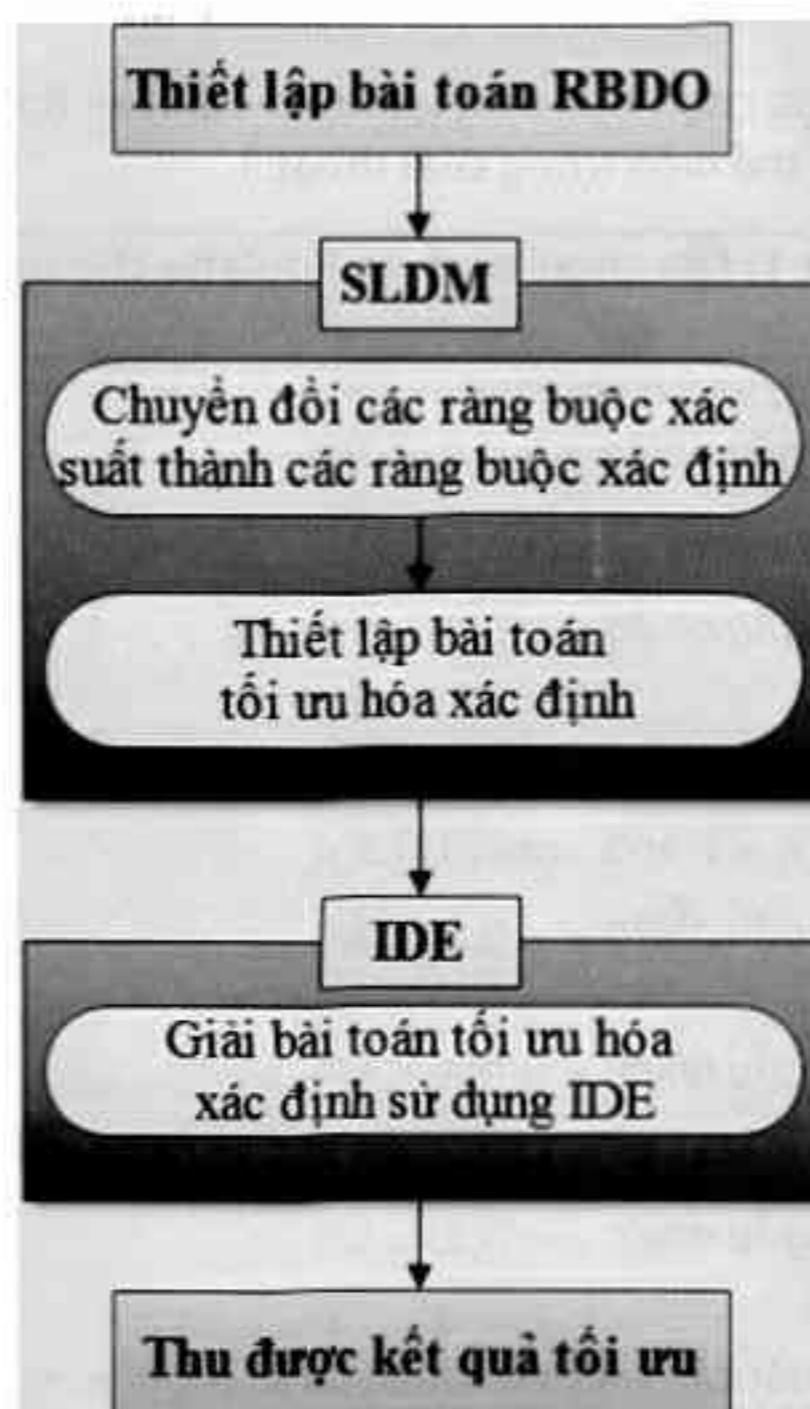 Thiết lập bài toán RBDO
SLDM
Chuyển đổi các ràng buộc xác
suất thành các ràng buộc xác định
Thiết lập bài toán
tối ưu hóa xác định
IDE
Giải bài toán tối ưu hóa
xác định sử dụng IDE
Thu được kết quả tối ưu